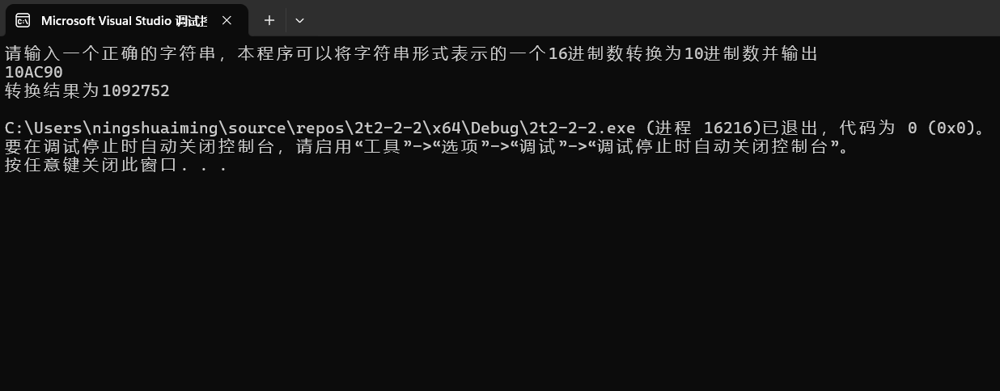 Microsoft Visual Studio 调试控
请输入一个正确的字符串，本程序可以将字符串形式表示的一个16进制数转换为10进制数并输出
10AC90
转换结果为1092752
C:\Users\ningshuaiming\source\repos\2t2-2-2\x64\Debug\2t2-2-2.exe (进程 16216)已退出，代码为 0 (0x0)。
要在调试停止时自动关闭控制台，请启用“工具”->“选项”->“调试”->“调试停止时自动关闭控制台”。
按任意键关闭此窗口. . .